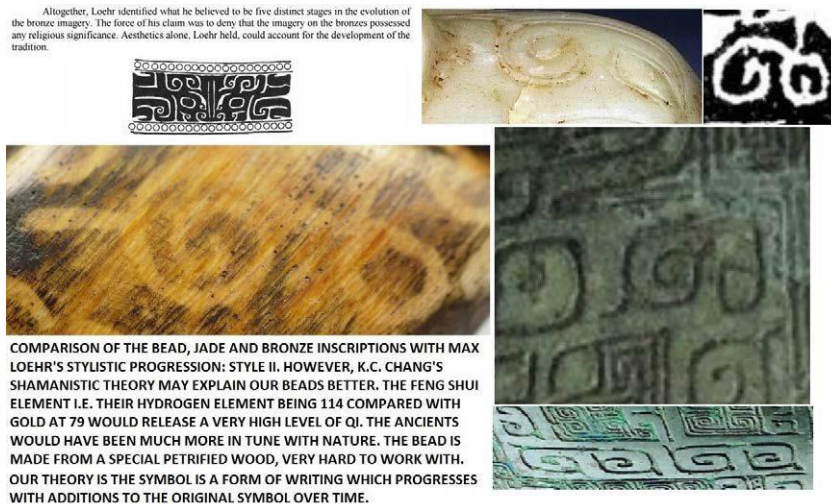 Altogether, Loehr identified what he believed to be five distinct stages in the evolution of
the bronze imagery. The force of his claim was to deny that the imagery on the bronzes possessed
any religious significance. Aesthetics alone, Loehr held, could account for the development of the
tradition.
COMPARISON OF THE BEAD, JADE AND BRONZE INSCRIPTIONS WITH MAX
LOEHR'S STYLISTIC PROGRESSION: STYLE II. HOWEVER, K.C. CHANG'S
SHAMANISTIC THEORY MAY EXPLAIN OUR BEADS BETTER. THE FENG SHUI
ELEMENT I.E. THEIR HYDROGEN ELEMENT BEING 114 COMPARED WITH
GOLD AT 79 WOULD RELEASE A VERY HIGH LEVEL OF QI. THE ANCIENTS
WOULD HAVE BEEN MUCH MORE IN TUNE WITH NATURE. THE BEAD IS
MADE FROM A SPECIAL PETRIFIED WOOD, VERY HARD TO WORK WITH.
OUR THEORY IS THE SYMBOL IS A FORM OF WRITING WHICH PROGRESSES
WITH ADDITIONS TO THE ORIGINAL SYMBOL OVER TIME.